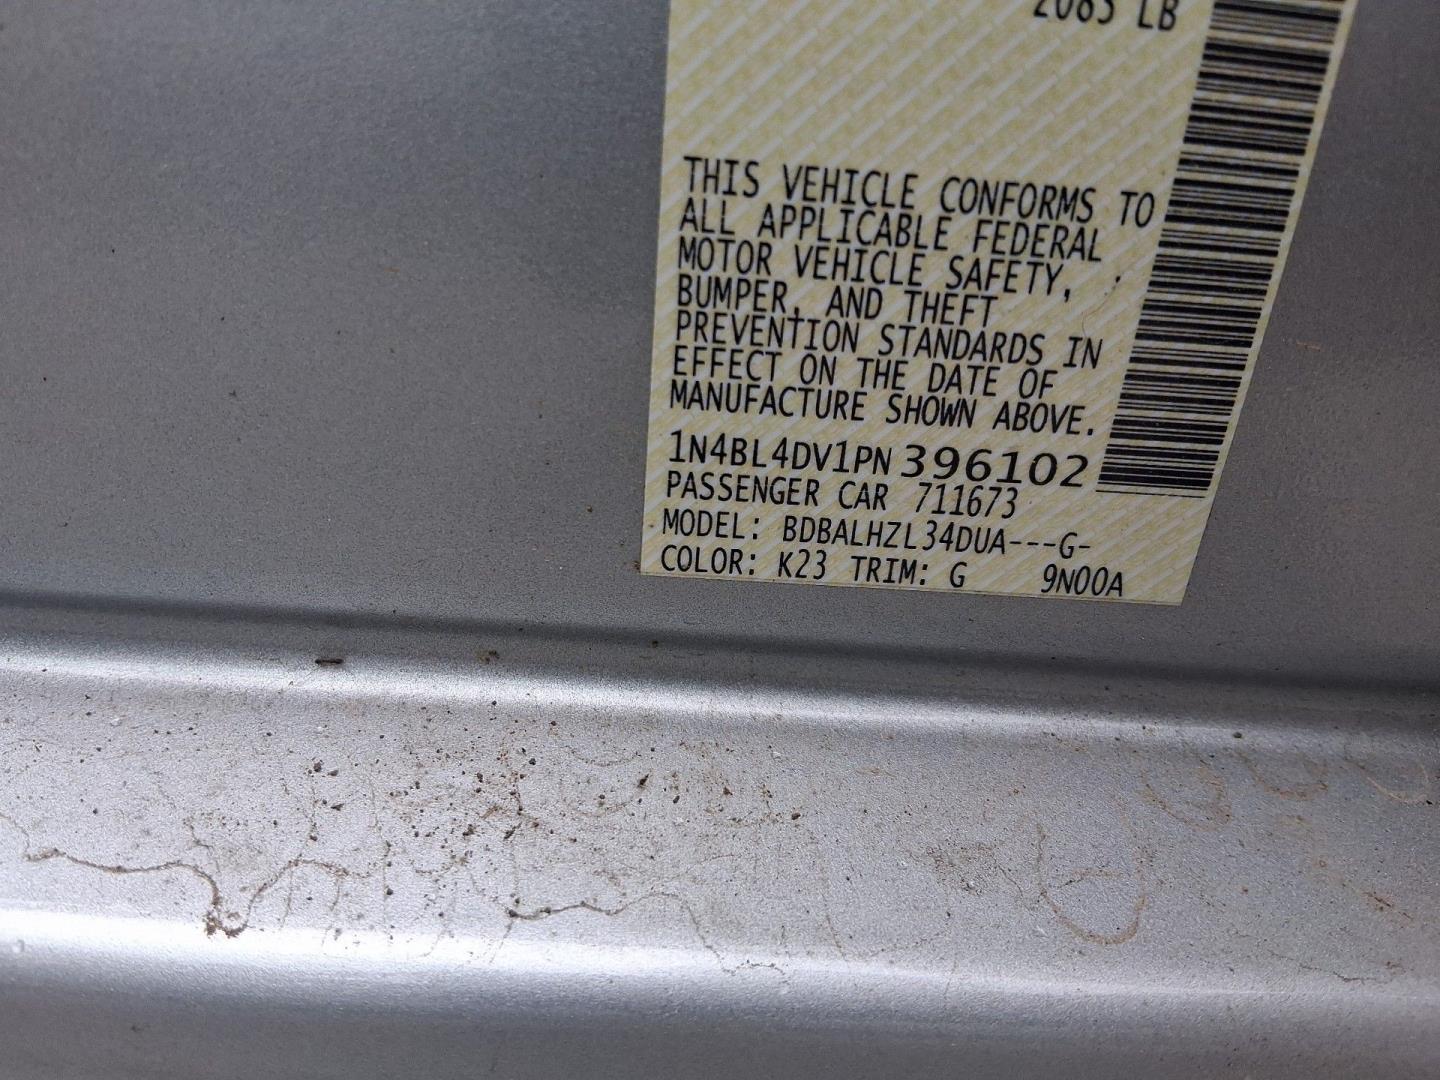 2085 LB
THIS VEHICLE CONFORMS TO
ALL APPLICABLE FEDERAL
MOTOR VEHICLE SAFETY,
BUMPER, AND THEFT
PREVENTION STANDARDS IN
EFFECT ON THE DATE OF
MANUFACTURE SHOWN ABOVE.
1N4BL4DV1PN396102
PASSENGER CAR 711673
MODEL: BDBALHZL34DUA---G-
COLOR: K23 TRIM: G 9N00A